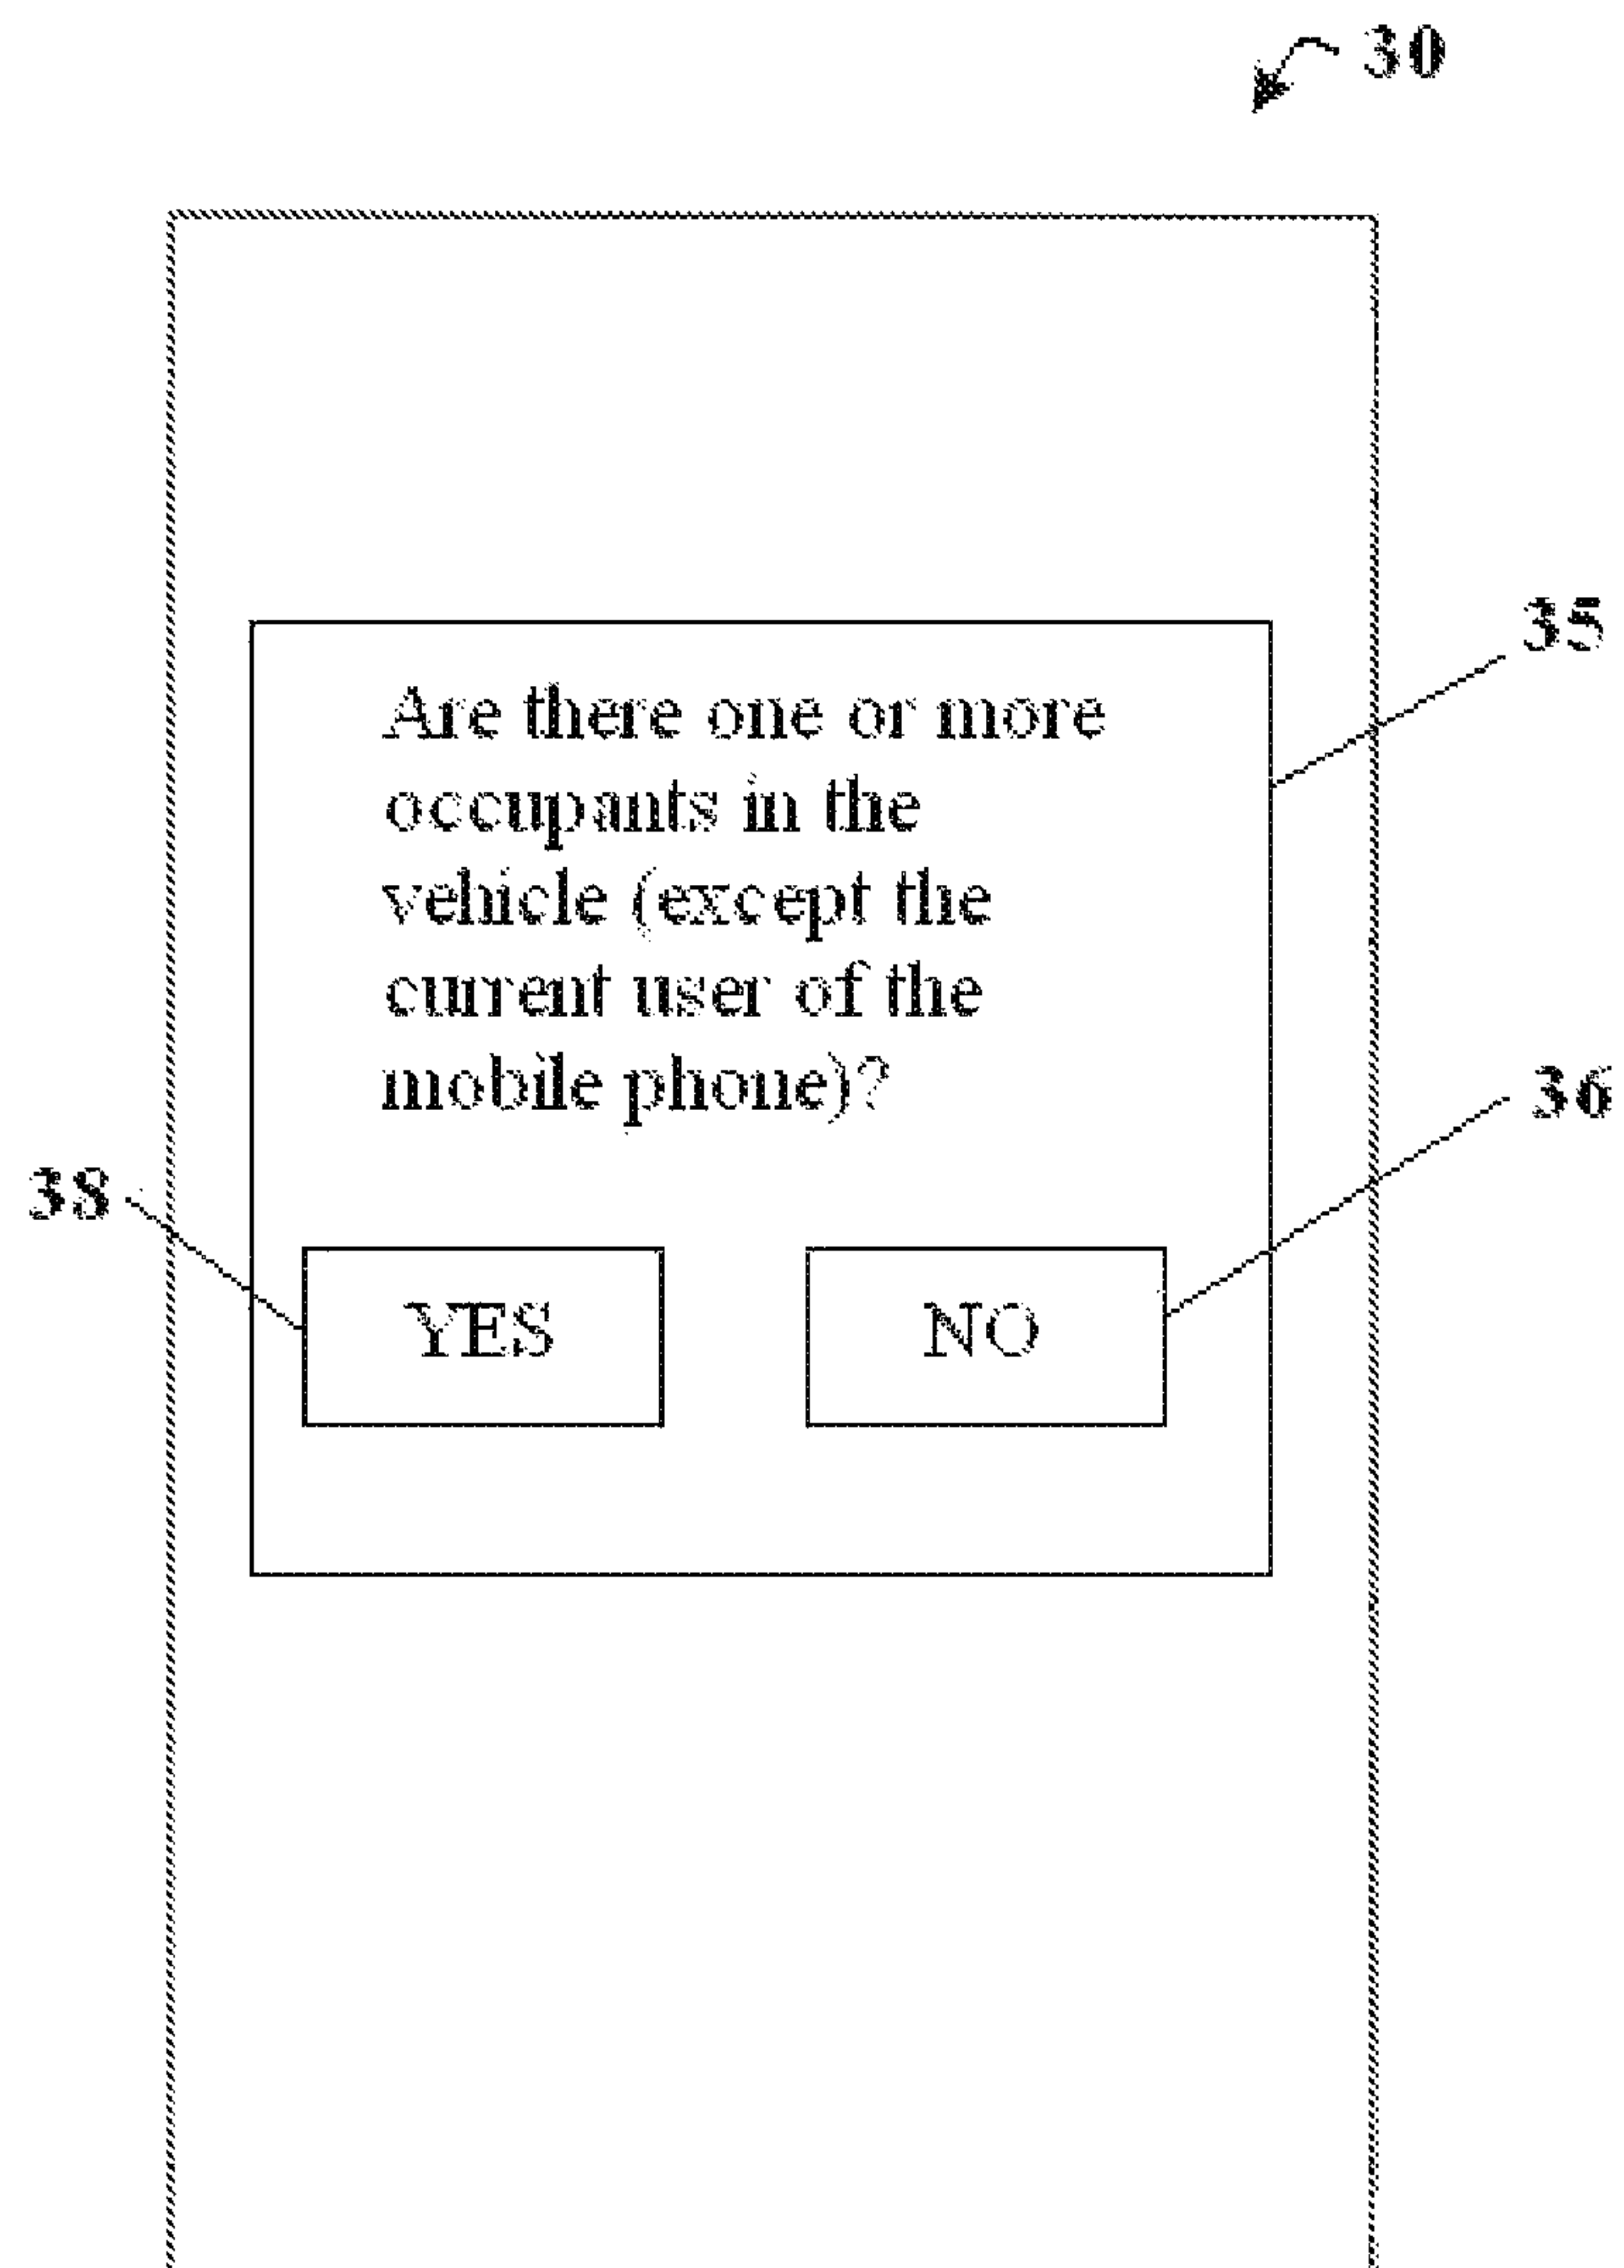 30
35
Are there one or more
occupants in the
vehicle (except the
current user of the
mobile phone)?
36
38
YES NO